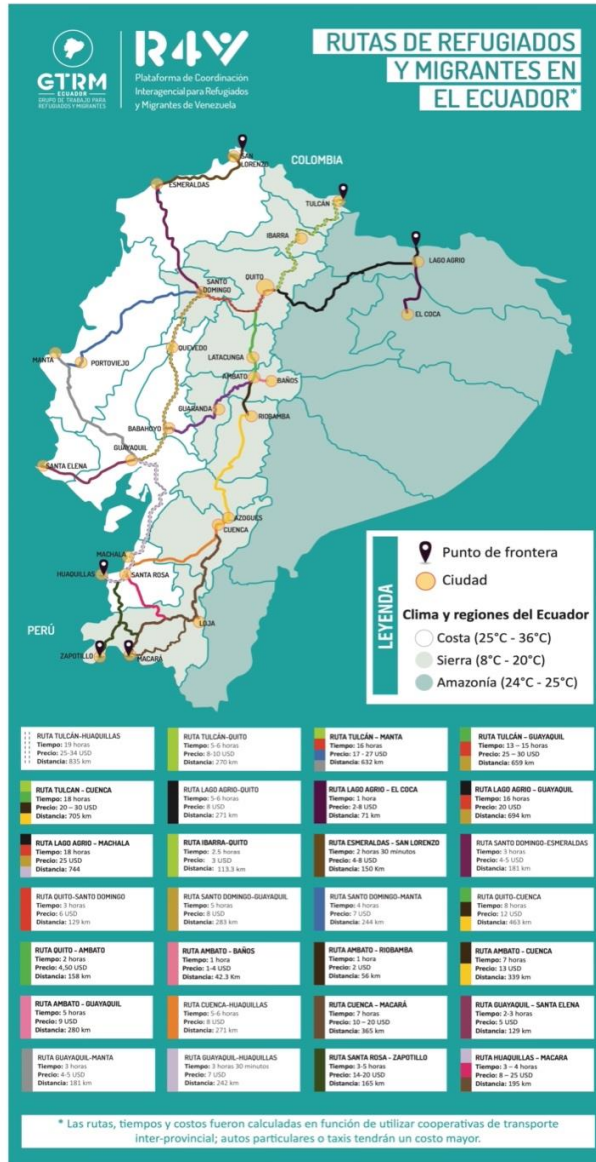 GTRM
ECUADOR
GRUPO DE TRABAJO PARA
REFUGIADOS Y MIGRANTES
R4V
Plataforma de Coordinación
Interagencial para Refugiados
y Migrantes de Venezuela
RUTAS DE REFUGIADOS
Y MIGRANTES EN
EL ECUADOR*
SAN
LORENZO
COLOMBIA
ESMERALDAS
TULCÁN
IBARRA
LAGO AGRIO
SANTO
DOMINGO
QUITO
EL COCA
QUEVEDO
MANTA
PORTOVIEJO
LATACUNGA
AMBATO
BAÑOS
GUARANDA
RIOBAMBA
BABAHOYO
GUAYAQUIL
SANTA ELENA
AZOGUES
CUENCA
MACHALA
HUAQUILLAS
SANTA ROSA
PERÚ
LOJA
ZAPOTILLO
MACARÁ
LEYENDA
Punto de frontera
Ciudad
Clima y regiones del Ecuador
Costa (25°C - 36°C)
Sierra (8°C - 20°C)
Amazonía (24°C - 25°C)
RUTA TULCÁN-HUAQUILLAS
Tiempo: 19 horas
Precio: 25-34 USD
Distancia: 835 km
RUTA TULCÁN-QUITO
Tiempo: 5-6 horas
Precio: 8-10 USD
Distancia: 270 km
RUTA TULCÁN - MANTA
Tiempo: 16 horas
Precio: 17 - 27 USD
Distancia: 632 km
RUTA TULCÁN - GUAYAQUIL
Tiempo: 13 – 15 horas
Precio: 25 – 30 USD
Distancia: 659 km
RUTA TULCAN - CUENCA
Tiempo: 18 horas
Precio: 20 – 30 USD
Distancia: 705 km
RUTA LAGO AGRIO-QUITO
Tiempo: 5-6 horas
Precio: 8 USD
Distancia: 271 km
RUTA LAGO AGRIO - EL COCA
Tiempo: 1 hora
Precio: 2-8 USD
Distancia: 71 km
RUTA LAGO AGRIO - GUAYAQUIL
Tiempo: 16 horas
Precio: 20 USD
Distancia: 694 km
RUTA LAGO AGRIO - MACHALA
Tiempo: 18 horas
Precio: 25 USD
Distancia: 744
RUTA IBARRA-QUITO
Tiempo: 2.5 horas
Precio: 3 USD
Distancia: 113.3 km
RUTA ESMERALDAS - SAN LORENZO
Tiempo: 2 horas 30 minutos
Precio: 4-8 USD
Distancia: 150 Km
RUTA SANTO DOMINGO-ESMERALDAS
Tiempo: 3 horas
Precio: 4-5 USD
Distancia: 181 km
RUTA QUITO-SANTO DOMINGO
Tiempo: 3 horas
Precio: 6 USD
Distancia: 129 km
RUTA SANTO DOMINGO-GUAYAQUIL
Tiempo: 5 horas
Precio: 8 USD
Distancia: 283 km
RUTA SANTO DOMINGO-MANTA
Tiempo: 4 horas
Precio: 7 USD
Distancia: 244 km
RUTA QUITO-CUENCA
Tiempo: 8 horas
Precio: 12 USD
Distancia: 463 km
RUTA QUITO - AMBATO
Tiempo: 2 horas
Precio: 4,50 USD
Distancia: 158 km
RUTA AMBATO - BAÑOS
Tiempo: 1 hora
Precio: 1-4 USD
Distancia: 42.3 Km
RUTA AMBATO - RIOBAMBA
Tiempo: 1 hora
Precio: 2 USD
Distancia: 56 km
RUTA AMBATO - CUENCA
Tiempo: 7 horas
Precio: 13 USD
Distancia: 339 km
RUTA AMBATO - GUAYAQUIL
Tiempo: 5 horas
Precio: 9 USD
Distancia: 280 km
RUTA CUENCA-HUAQUILLAS
Tiempo: 5-6 horas
Precio: 8 USD
Distancia: 271 km
RUTA CUENCA - MACARÁ
Tiempo: 7 horas
Precio: 10 – 20 USD
Distancia: 365 km
RUTA GUAYAQUIL - SANTA ELENA
Tiempo: 2-3 horas
Precio: 5 USD
Distancia: 129 km
RUTA GUAYAQUIL-MANTA
Tiempo: 3 horas
Precio: 4-5 USD
Distancia: 181 km
RUTA GUAYAQUIL-HUAQUILLAS
Tiempo: 3 horas 30 minutos
Precio: 7 USD
Distancia: 242 km
RUTA SANTA ROSA - ZAPOTILLO
Tiempo: 3-5 horas
Precio: 14-20 USD
Distancia: 165 km
RUTA HUAQUILLAS - MACARA
Tiempo: 3 – 4 horas
Precio: 8 – 25 USD
Distancia: 195 km
* Las rutas, tiempos y costos fueron calculadas en función de utilizar cooperativas de transporte
inter-provincial; autos particulares o taxis tendrán un costo mayor.